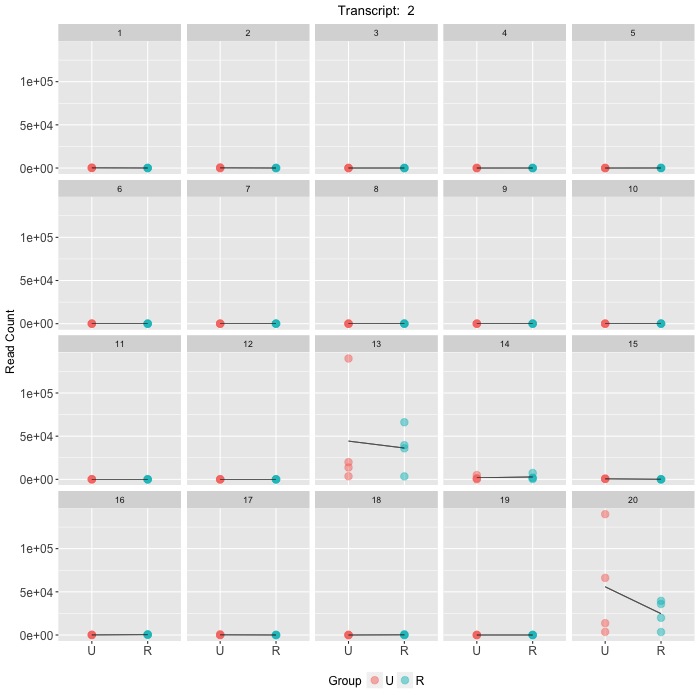 Transcript:  2
1 2 3 4 5
1e+05
5e+04
0e+00
6 7 8 9 10
1e+05
5e+04
0e+00
Read Count
11 12 13 14 15
1e+05
5e+04
0e+00
16 17 18 19 20
1e+05
5e+04
0e+00
U R U R U R U R U R
Group U R